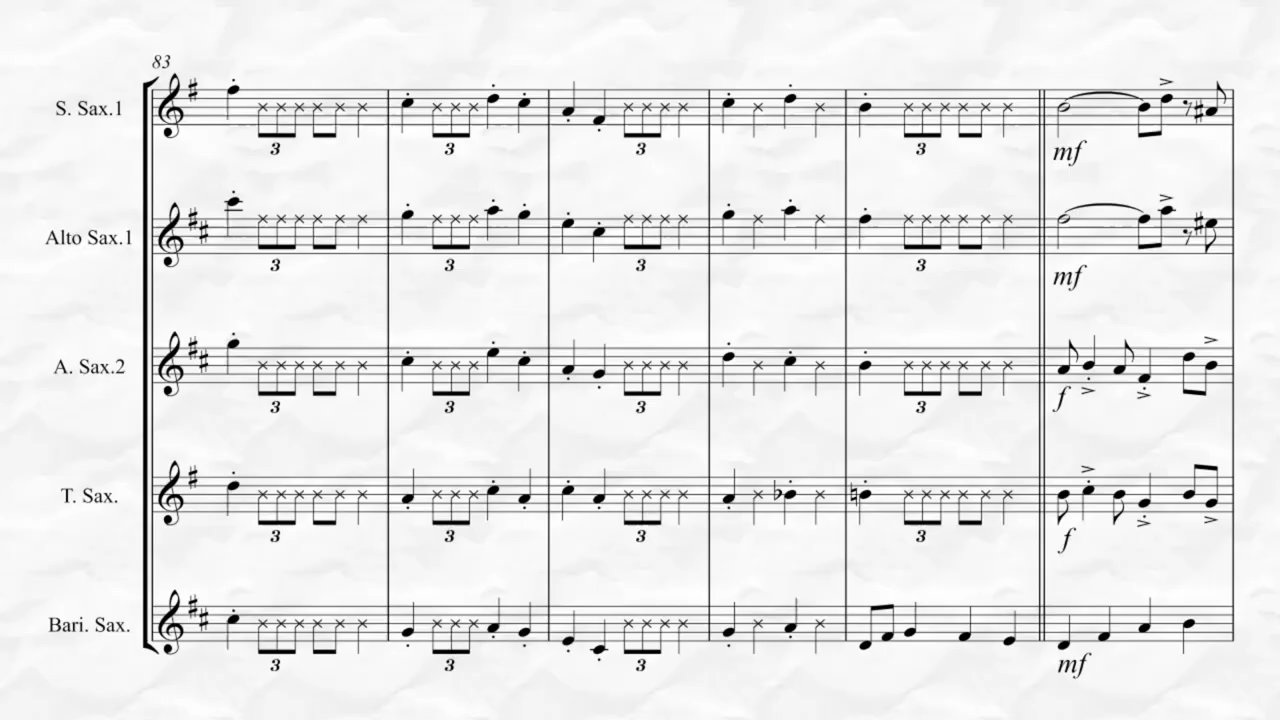 83
S. Sax.1
3 3 3 3
mf
Alto Sax.1
3 3 3 3
mf
A. Sax.2
f
3 3 3 3
T. Sax.
3 3 3 3
f
Bari. Sax.
3 3 3
mf